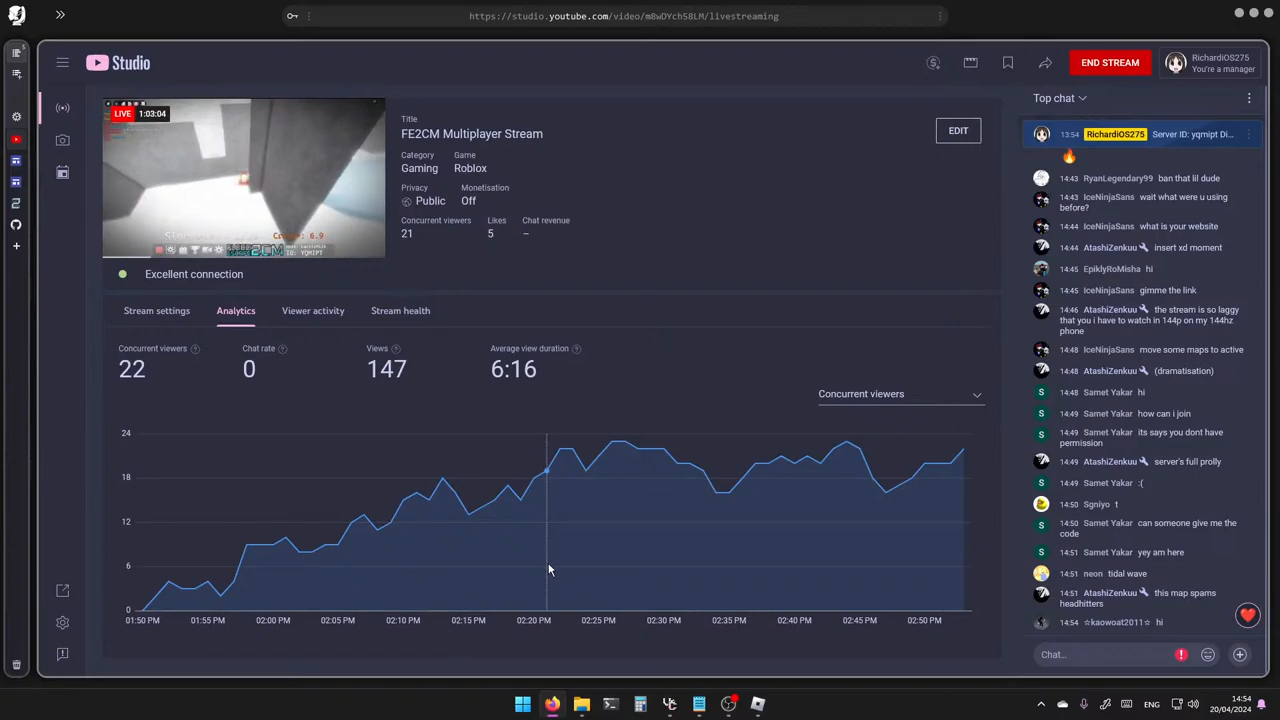 https://studio.youtube.com/video/m8wDYch58LM/livestreaming
Studio
END STREAM
RichardiOS275
You're a manager
LIVE 1:03:04
Title
FE2CM Multiplayer Stream
EDIT
Category Game
Gaming Roblox
Privacy Monetisation
Public Off
Concurrent viewers Likes Chat revenue
21 5 –
Excellent connection
Stream settings Analytics Viewer activity Stream health
Concurrent viewers Chat rate Views Average view duration
22 0 147 6:16
Concurrent viewers
24
18
12
6
0
01:50 PM 01:55 PM 02:00 PM 02:05 PM 02:10 PM 02:15 PM 02:20 PM 02:25 PM 02:30 PM 02:35 PM 02:40 PM 02:45 PM 02:50 PM
Top chat
13:54 RichardiOS275 Server ID: yqmipt Di...
14:43 RyanLegendary99 ban that lil dude
14:43 IceNinjaSans wait what were u using
before?
14:44 IceNinjaSans what is your website
14:44 AtashiZenkuu insert xd moment
14:45 EpiklyRoMisha hi
14:45 IceNinjaSans gimme the link
14:46 AtashiZenkuu the stream is so laggy
that you i have to watch in 144p on my 144hz
phone
14:48 IceNinjaSans move some maps to active
14:48 AtashiZenkuu (dramatisation)
14:48 Samet Yakar hi
14:49 Samet Yakar how can i join
14:49 Samet Yakar its says you dont have
permission
14:49 AtashiZenkuu server's full prolly
14:49 Samet Yakar :(
14:50 Sgniyo t
14:50 Samet Yakar can someone give me the
code
14:51 Samet Yakar yey am here
14:51 neon tidal wave
14:51 AtashiZenkuu this map spams
headhitters
14:54 ☆kaowoat2011☆ hi
Chat...
ENG
14:54
20/04/2024